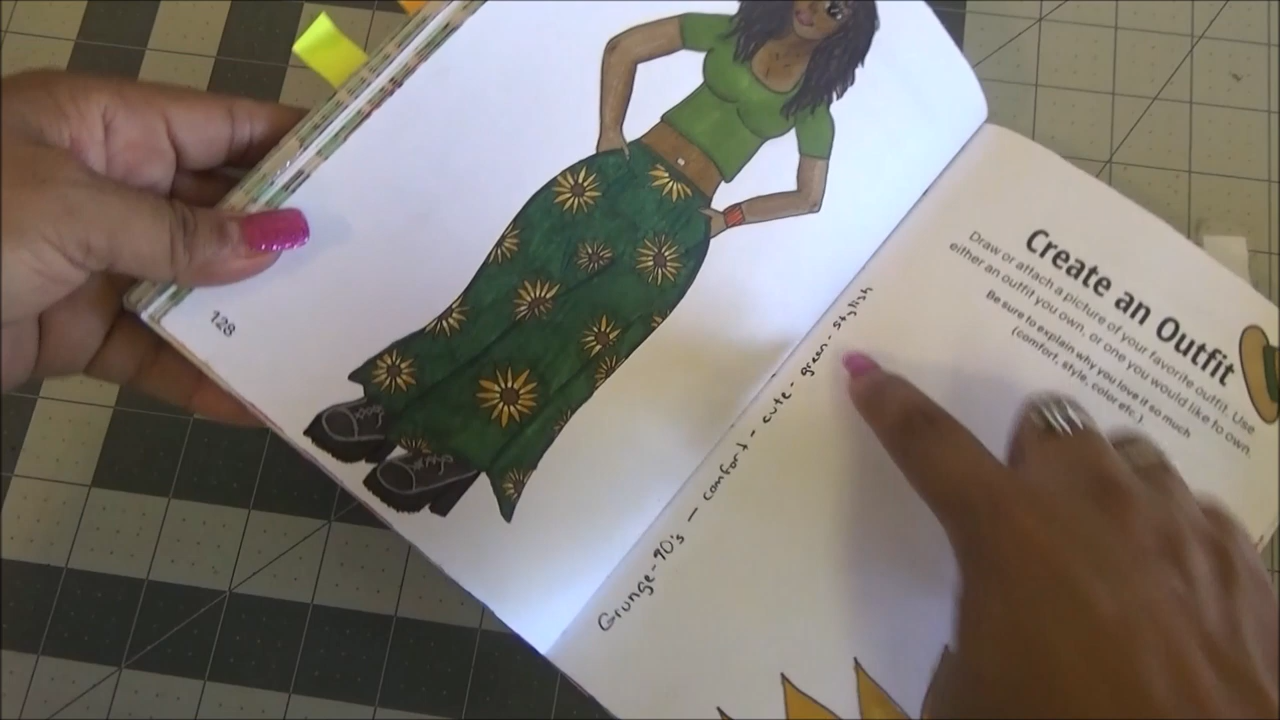 128
Create an Outfit
Draw or attach a picture of your favorite outfit. Use
either an outfit you own, or one you would like to own.
Be sure to explain why you love it so much
(comfort, style, color etc.)
Grunge-90's — comfort - cute - green - stylish